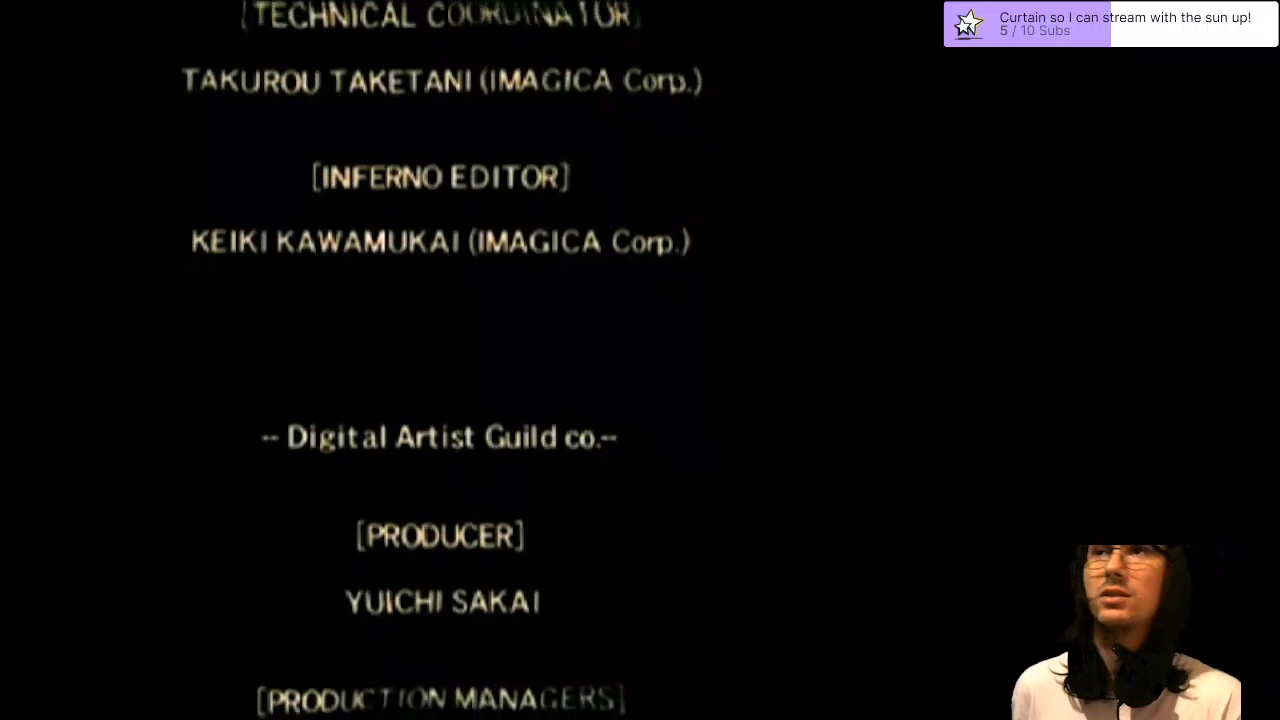 [TECHNICAL COORDINATOR]
TAKUROU TAKETANI (IMAGICA Corp.)
[INFERNO EDITOR]
KEIKI KAWAMUKAI (IMAGICA Corp.)
-- Digital Artist Guild co.--
[PRODUCER]
YUICHI SAKAI
[PRODUCTION MANAGERS]
Curtain so I can stream with the sun up!
5 / 10 Subs